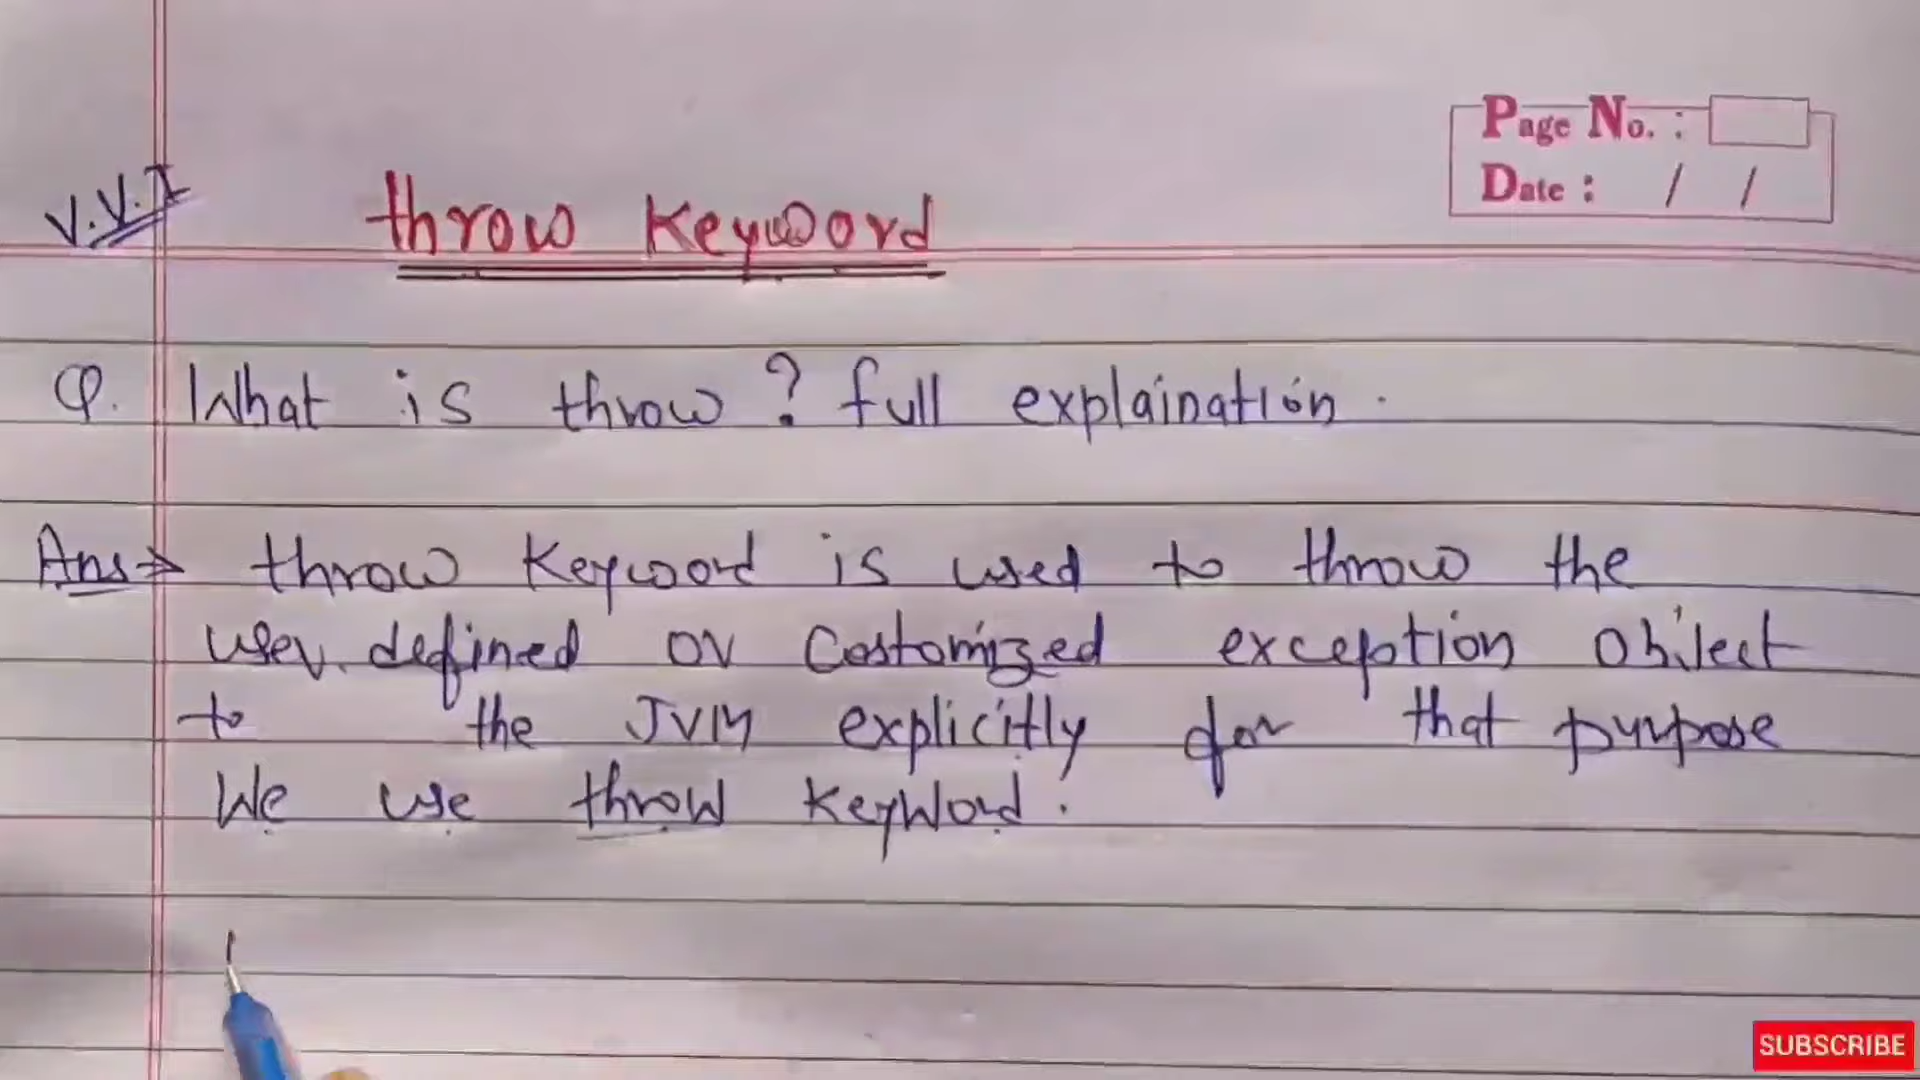 Page No. :
Date : / /
V.V.I
throw Keyword
Q. What is throw ? full explaination.
Ans → throw Keyword is used to throw the
user defined or Costomized exception object
to the JVM explicitly for that purpose
We use throw keyword.
SUBSCRIBE